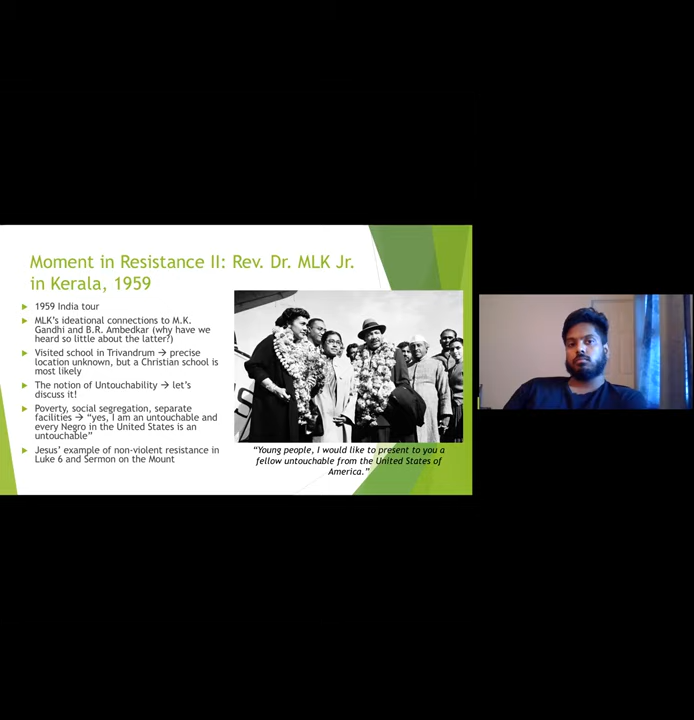 Moment in Resistance II: Rev. Dr. MLK Jr.
in Kerala, 1959
1959 India tour
MLK's ideational connections to M.K.
Gandhi and B.R. Ambedkar (why have we
heard so little about the latter?)
Visited school in Trivandrum → precise
location unknown, but a Christian school is
most likely
The notion of Untouchability → let's
discuss it!
Poverty, social segregation, separate
facilities → "yes, I am an untouchable and
every Negro in the United States is an
untouchable"
Jesus' example of non-violent resistance in
Luke 6 and Sermon on the Mount
"Young people, I would like to present to you a
fellow untouchable from the United States of
America."